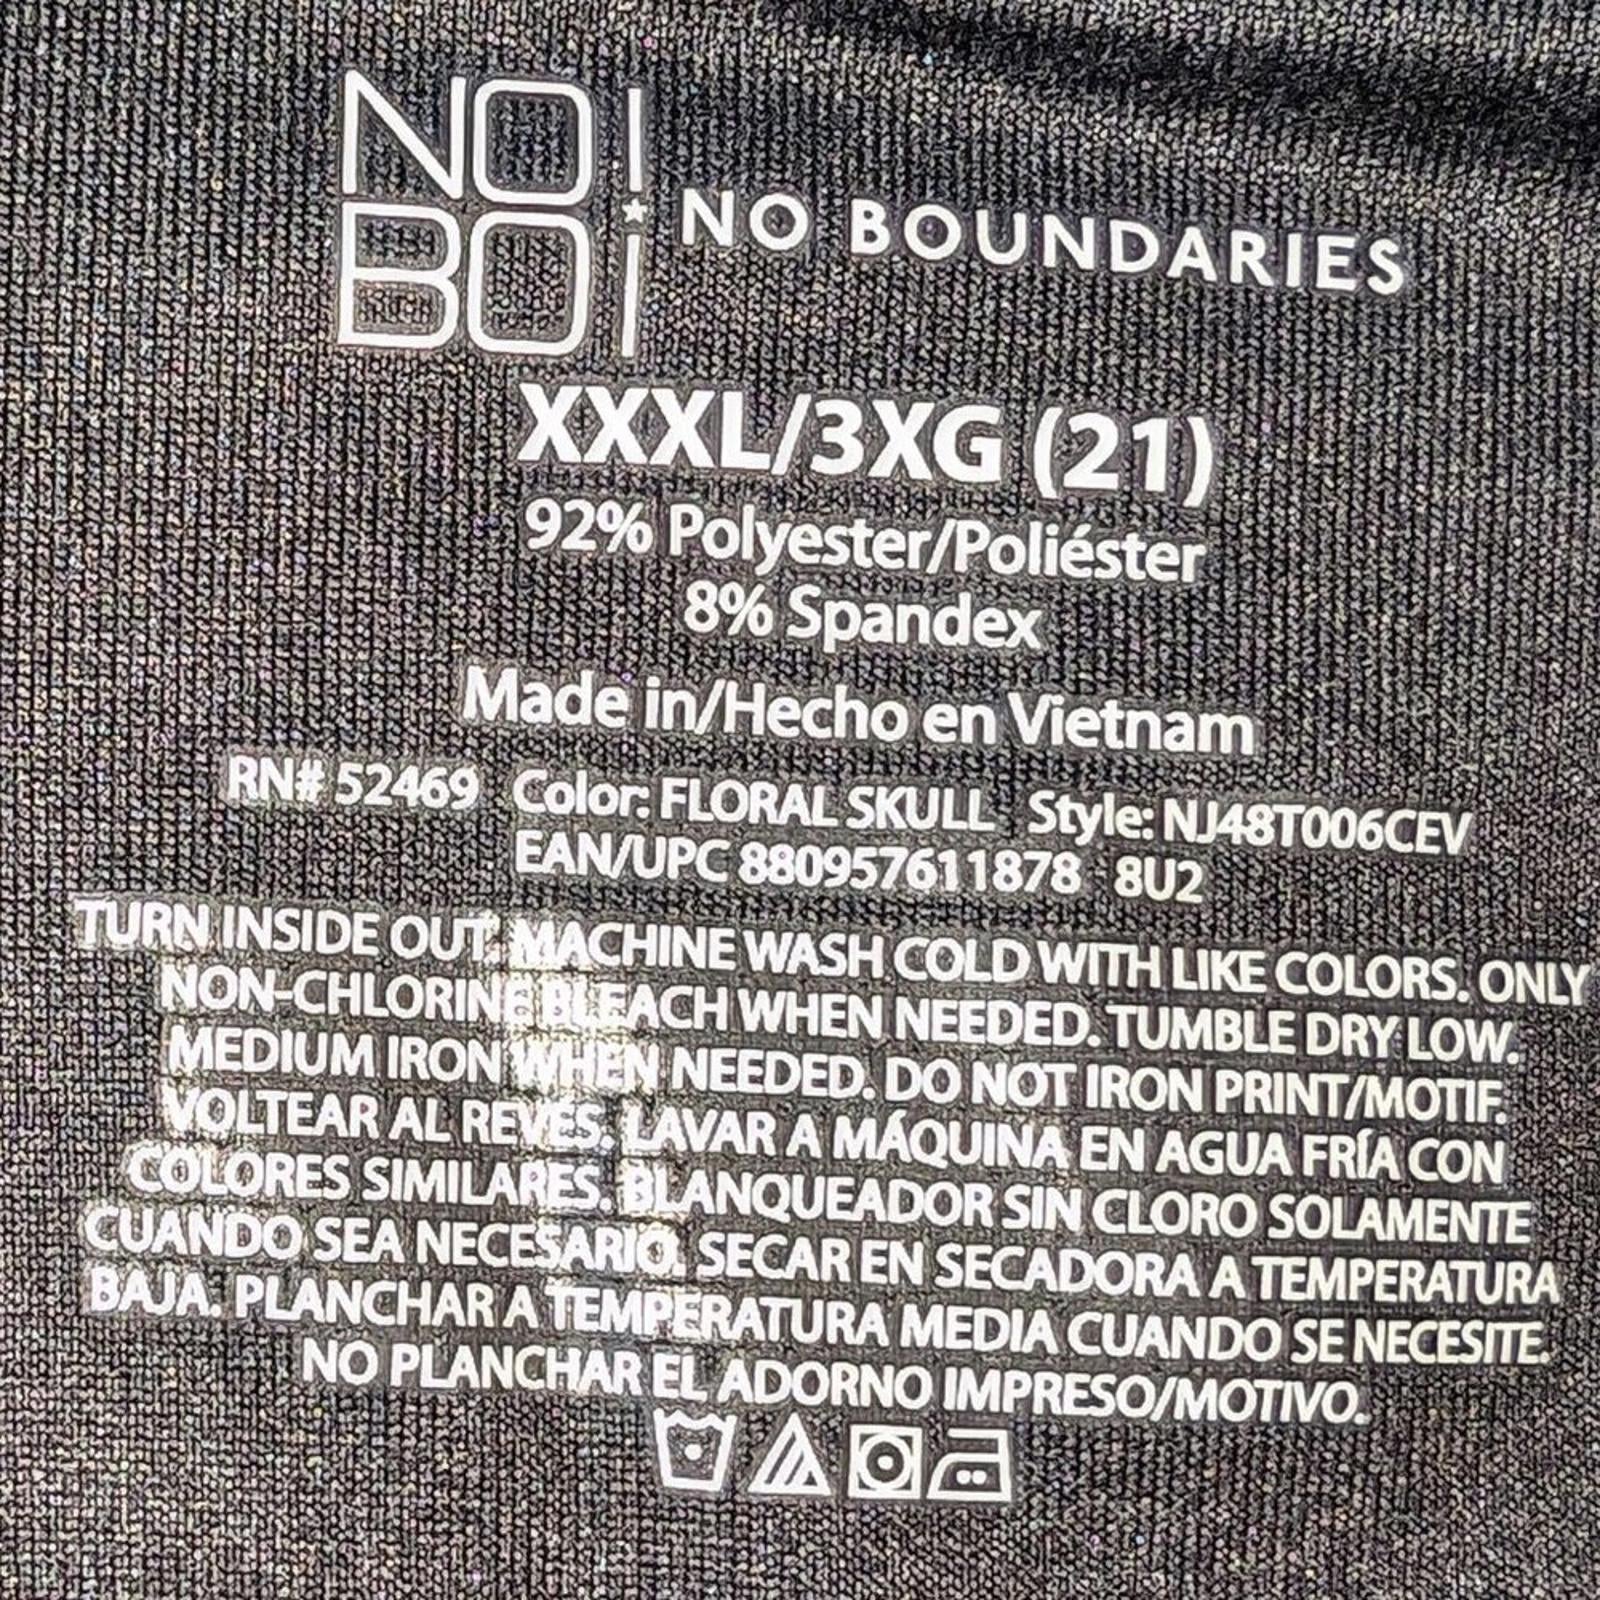 NO
BO
NO BOUNDARIES
XXXL/3XG (21)
92% Polyester/Poliéster
8% Spandex
Made in/Hecho en Vietnam
RN# 52469 Color: FLORAL SKULL Style: NJ48T006CEV
EAN/UPC 880957611878 8U2
TURN INSIDE OUT. MACHINE WASH COLD WITH LIKE COLORS. ONLY
NON-CHLORINE BLEACH WHEN NEEDED. TUMBLE DRY LOW.
MEDIUM IRON WHEN NEEDED. DO NOT IRON PRINT/MOTIF.
VOLTEAR AL REVES. LAVAR A MÁQUINA EN AGUA FRÍA CON
COLORES SIMILARES. BLANQUEADOR SIN CLORO SOLAMENTE
CUANDO SEA NECESARIO. SECAR EN SECADORA A TEMPERATURA
BAJA. PLANCHAR A TEMPERATURA MEDIA CUANDO SE NECESITE.
NO PLANCHAR EL ADORNO IMPRESO/MOTIVO.